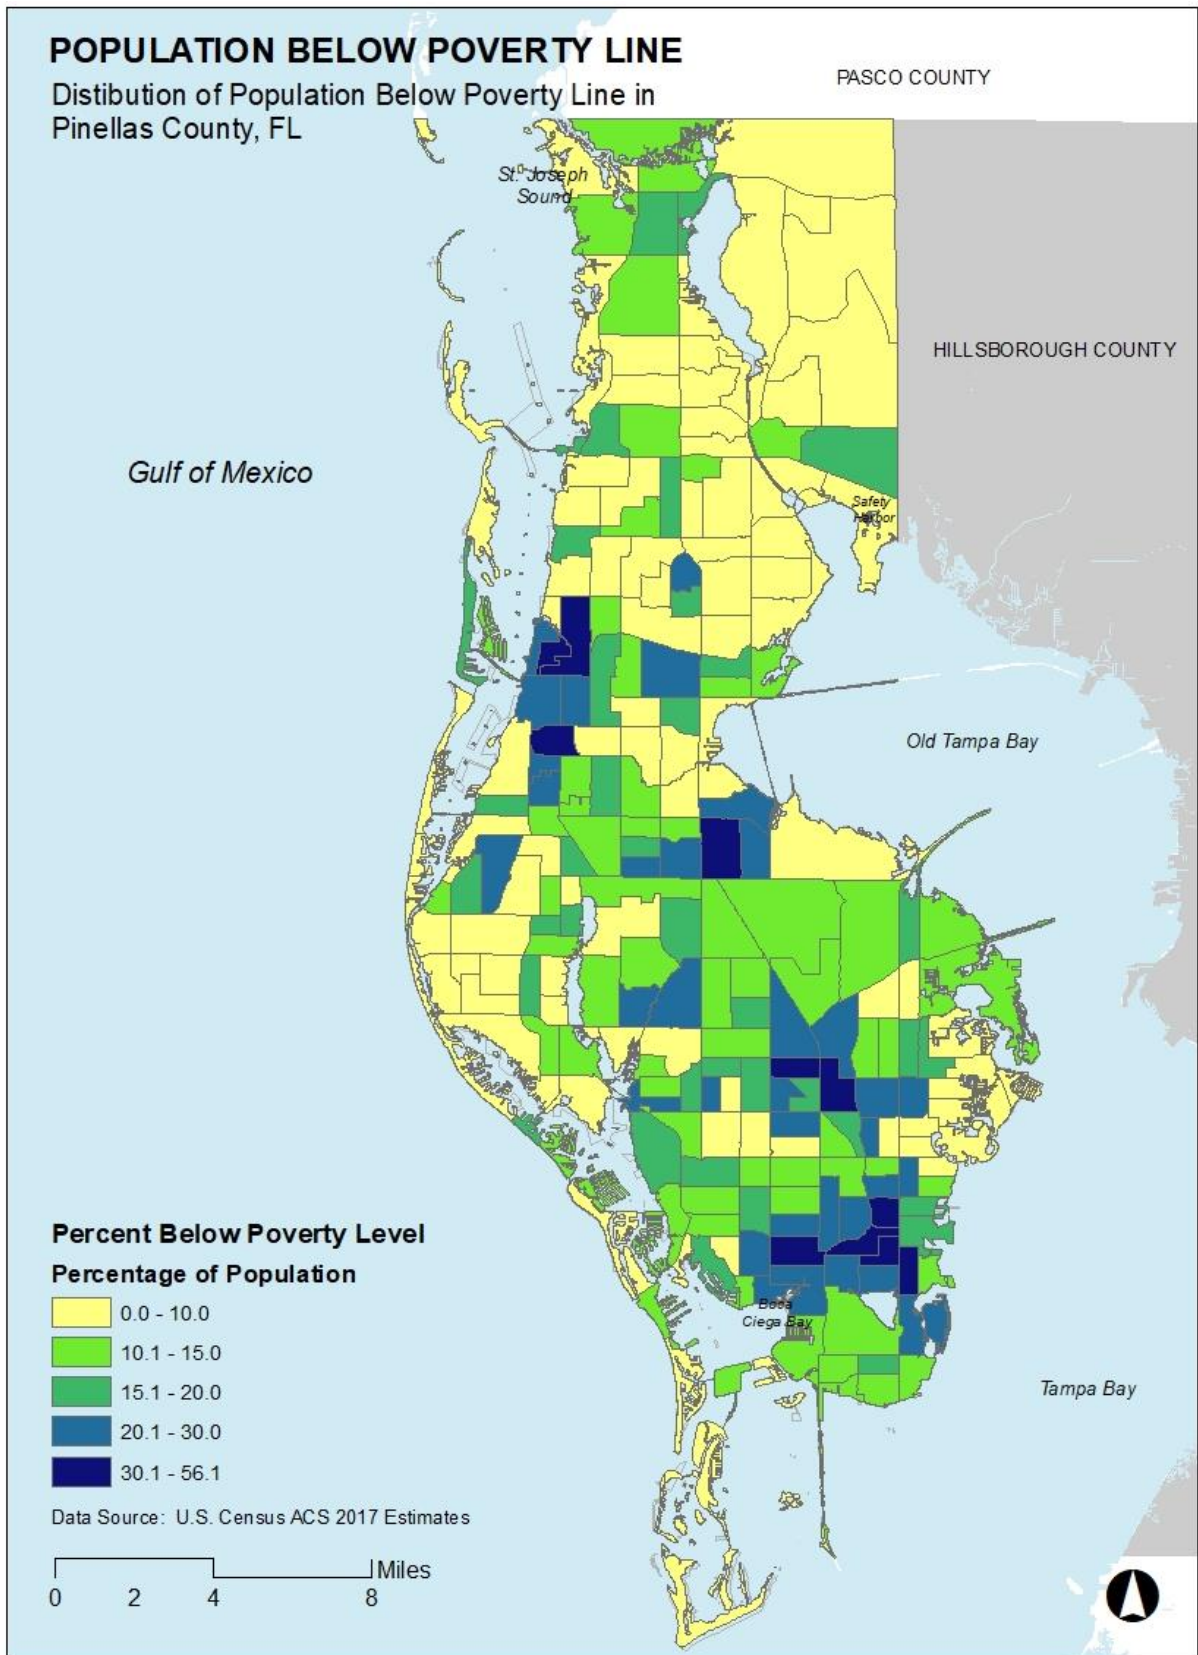 POPULATION BELOW POVERTY LINE
Distibution of Population Below Poverty Line in
Pinellas County, FL
PASCO COUNTY
St. Joseph
Sound
HILLSBOROUGH COUNTY
Gulf of Mexico
Safety
Harbor
Old Tampa Bay
Boca
Ciega Bay
Tampa Bay
Percent Below Poverty Level
Percentage of Population
0.0 - 10.0
10.1 - 15.0
15.1 - 20.0
20.1 - 30.0
30.1 - 56.1
Data Source: U.S. Census ACS 2017 Estimates
Miles
0 2 4 8